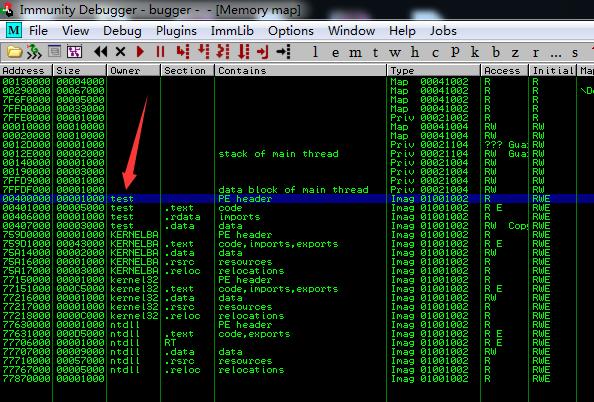 Immunity Debugger - bugger - - [Memory map]
M File View Debug Plugins ImmLib Options Window Help Jobs
l e m t w h c p k b z r ... s ?
Address Size Owner Section Contains Type Access Initial Map
00130000 00004000 Map 00041002 R R
00290000 00067000 Map 00041002 R R
7F6F0000 00005000 Map 00041002 R R
7FFA0000 00033000 Map 00041002 R R
7FFE0000 00001000 Priv 00021002 R R
00010000 00010000 Map 00041004 RW RW
00020000 00010000 Map 00041004 RW RW
0012D000 00001000 Priv 00021104 ??? Gua RW
0012E000 00002000 stack of main thread Priv 00021104 RW Gua RW
00140000 00001000 Priv 00021004 RW RW
00190000 00003000 Priv 00021004 RW RW
7FFD9000 00001000 Priv 00021004 RW RW
7FFDF000 00001000 data block of main thread Priv 00021004 RW RW
00400000 00001000 test PE header Imag 01001002 R RWE
00401000 00005000 test .text code Imag 01001002 R E RWE
00406000 00001000 test .rdata imports Imag 01001002 R RWE
00407000 00003000 test .data data Imag 01001002 RW Cop RWE
759D0000 00001000 KERNELBA PE header Imag 01001002 R RWE
759D1000 00043000 KERNELBA .text code,imports,exports Imag 01001002 R E RWE
75A14000 00002000 KERNELBA .data data Imag 01001002 RW RWE
75A16000 00001000 KERNELBA .rsrc resources Imag 01001002 R RWE
75A17000 00003000 KERNELBA .reloc relocations Imag 01001002 R RWE
77150000 00001000 kernel32 PE header Imag 01001002 R RWE
77151000 000C5000 kernel32 .text code,imports,exports Imag 01001002 R E RWE
77216000 00001000 kernel32 .data data Imag 01001002 RW RWE
77217000 00001000 kernel32 .rsrc resources Imag 01001002 R RWE
77218000 0000C000 kernel32 .reloc relocations Imag 01001002 R RWE
77630000 00001000 ntdll PE header Imag 01001002 R RWE
77631000 000D5000 ntdll .text code,exports Imag 01001002 R E RWE
77706000 00001000 ntdll RT Imag 01001002 R E RWE
77707000 00009000 ntdll .data data Imag 01001002 RW RWE
77710000 00057000 ntdll .rsrc resources Imag 01001002 R RWE
77767000 00005000 ntdll .reloc relocations Imag 01001002 R RWE
77870000 00001000 Imag 01001002 R RWE